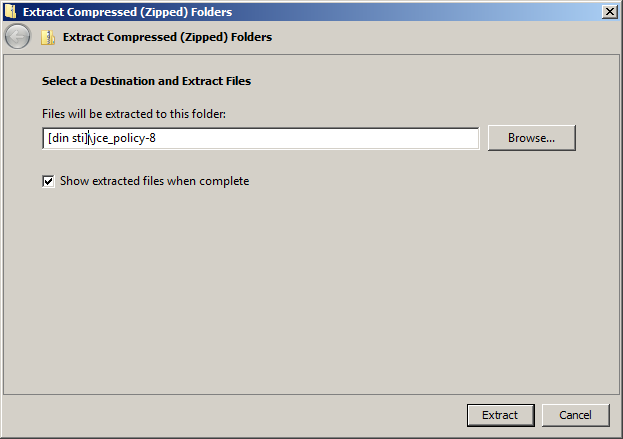 Extract Compressed (Zipped) Folders
Extract Compressed (Zipped) Folders
Select a Destination and Extract Files
Files will be extracted to this folder:
[din sti]\jce_policy-8
Browse...
Show extracted files when complete
Extract
Cancel